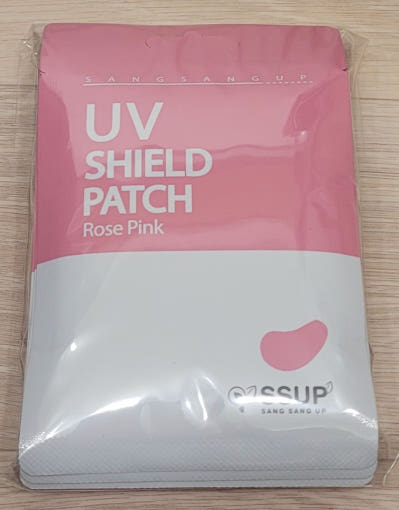 SANGSANGUP
UV
SHIELD
PATCH
Rose Pink
SSUP
SANG SANG UP